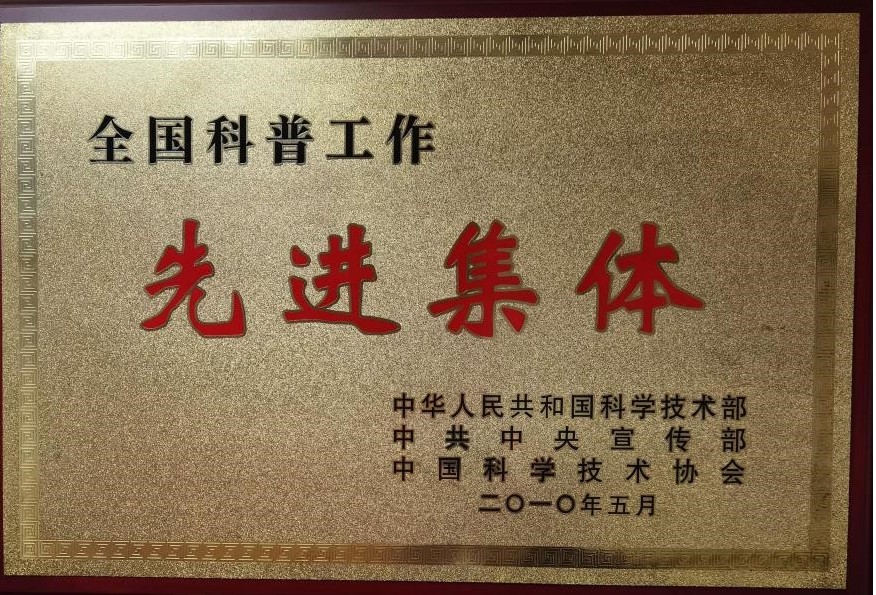 全国科普工作
先进集体
中华人民共和国科学技术部
中共中央宣传部
中国科学技术协会
二〇一〇年五月